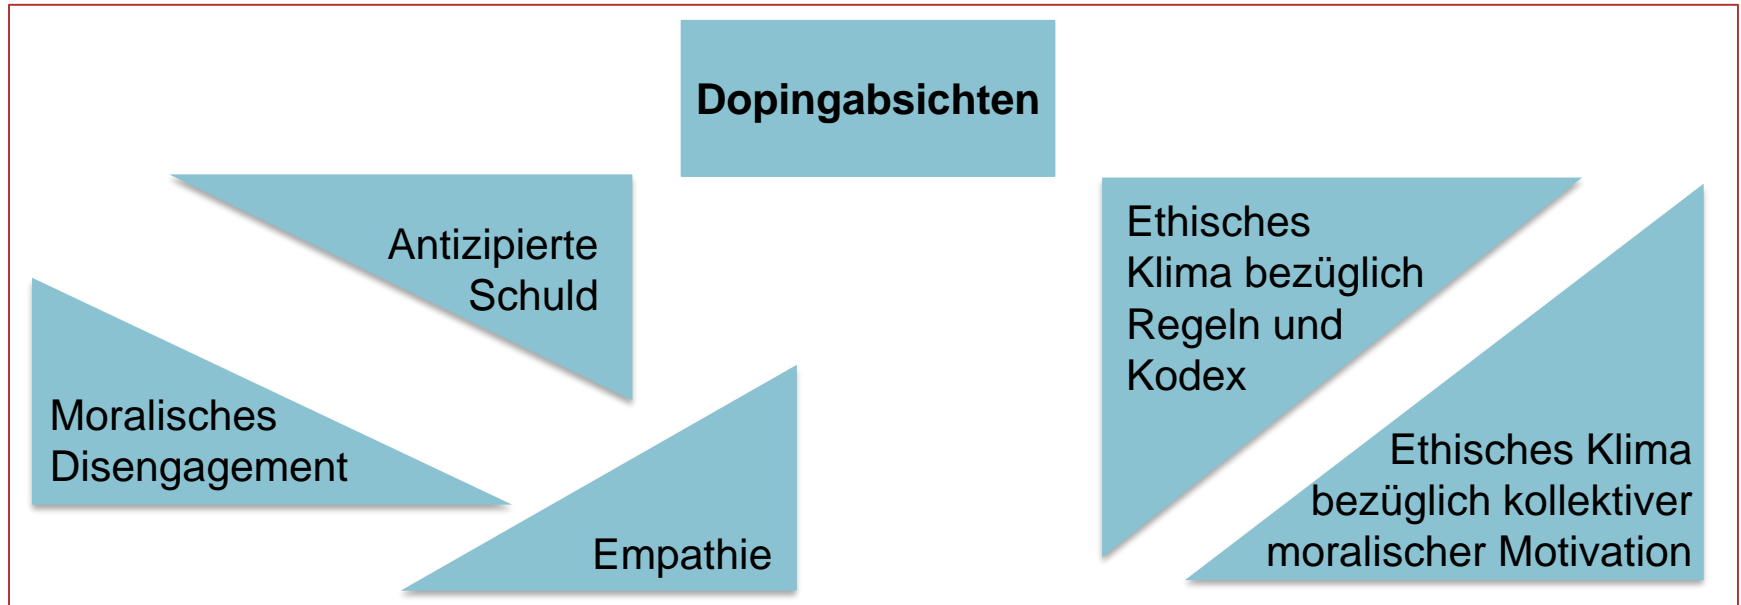 Dopingabsichten
Antizipierte
Schuld
Moralisches
Disengagement
Empathie
Ethisches
Klima bezüglich
Regeln und
Kodex
Ethisches Klima
bezüglich kollektiver
moralischer Motivation